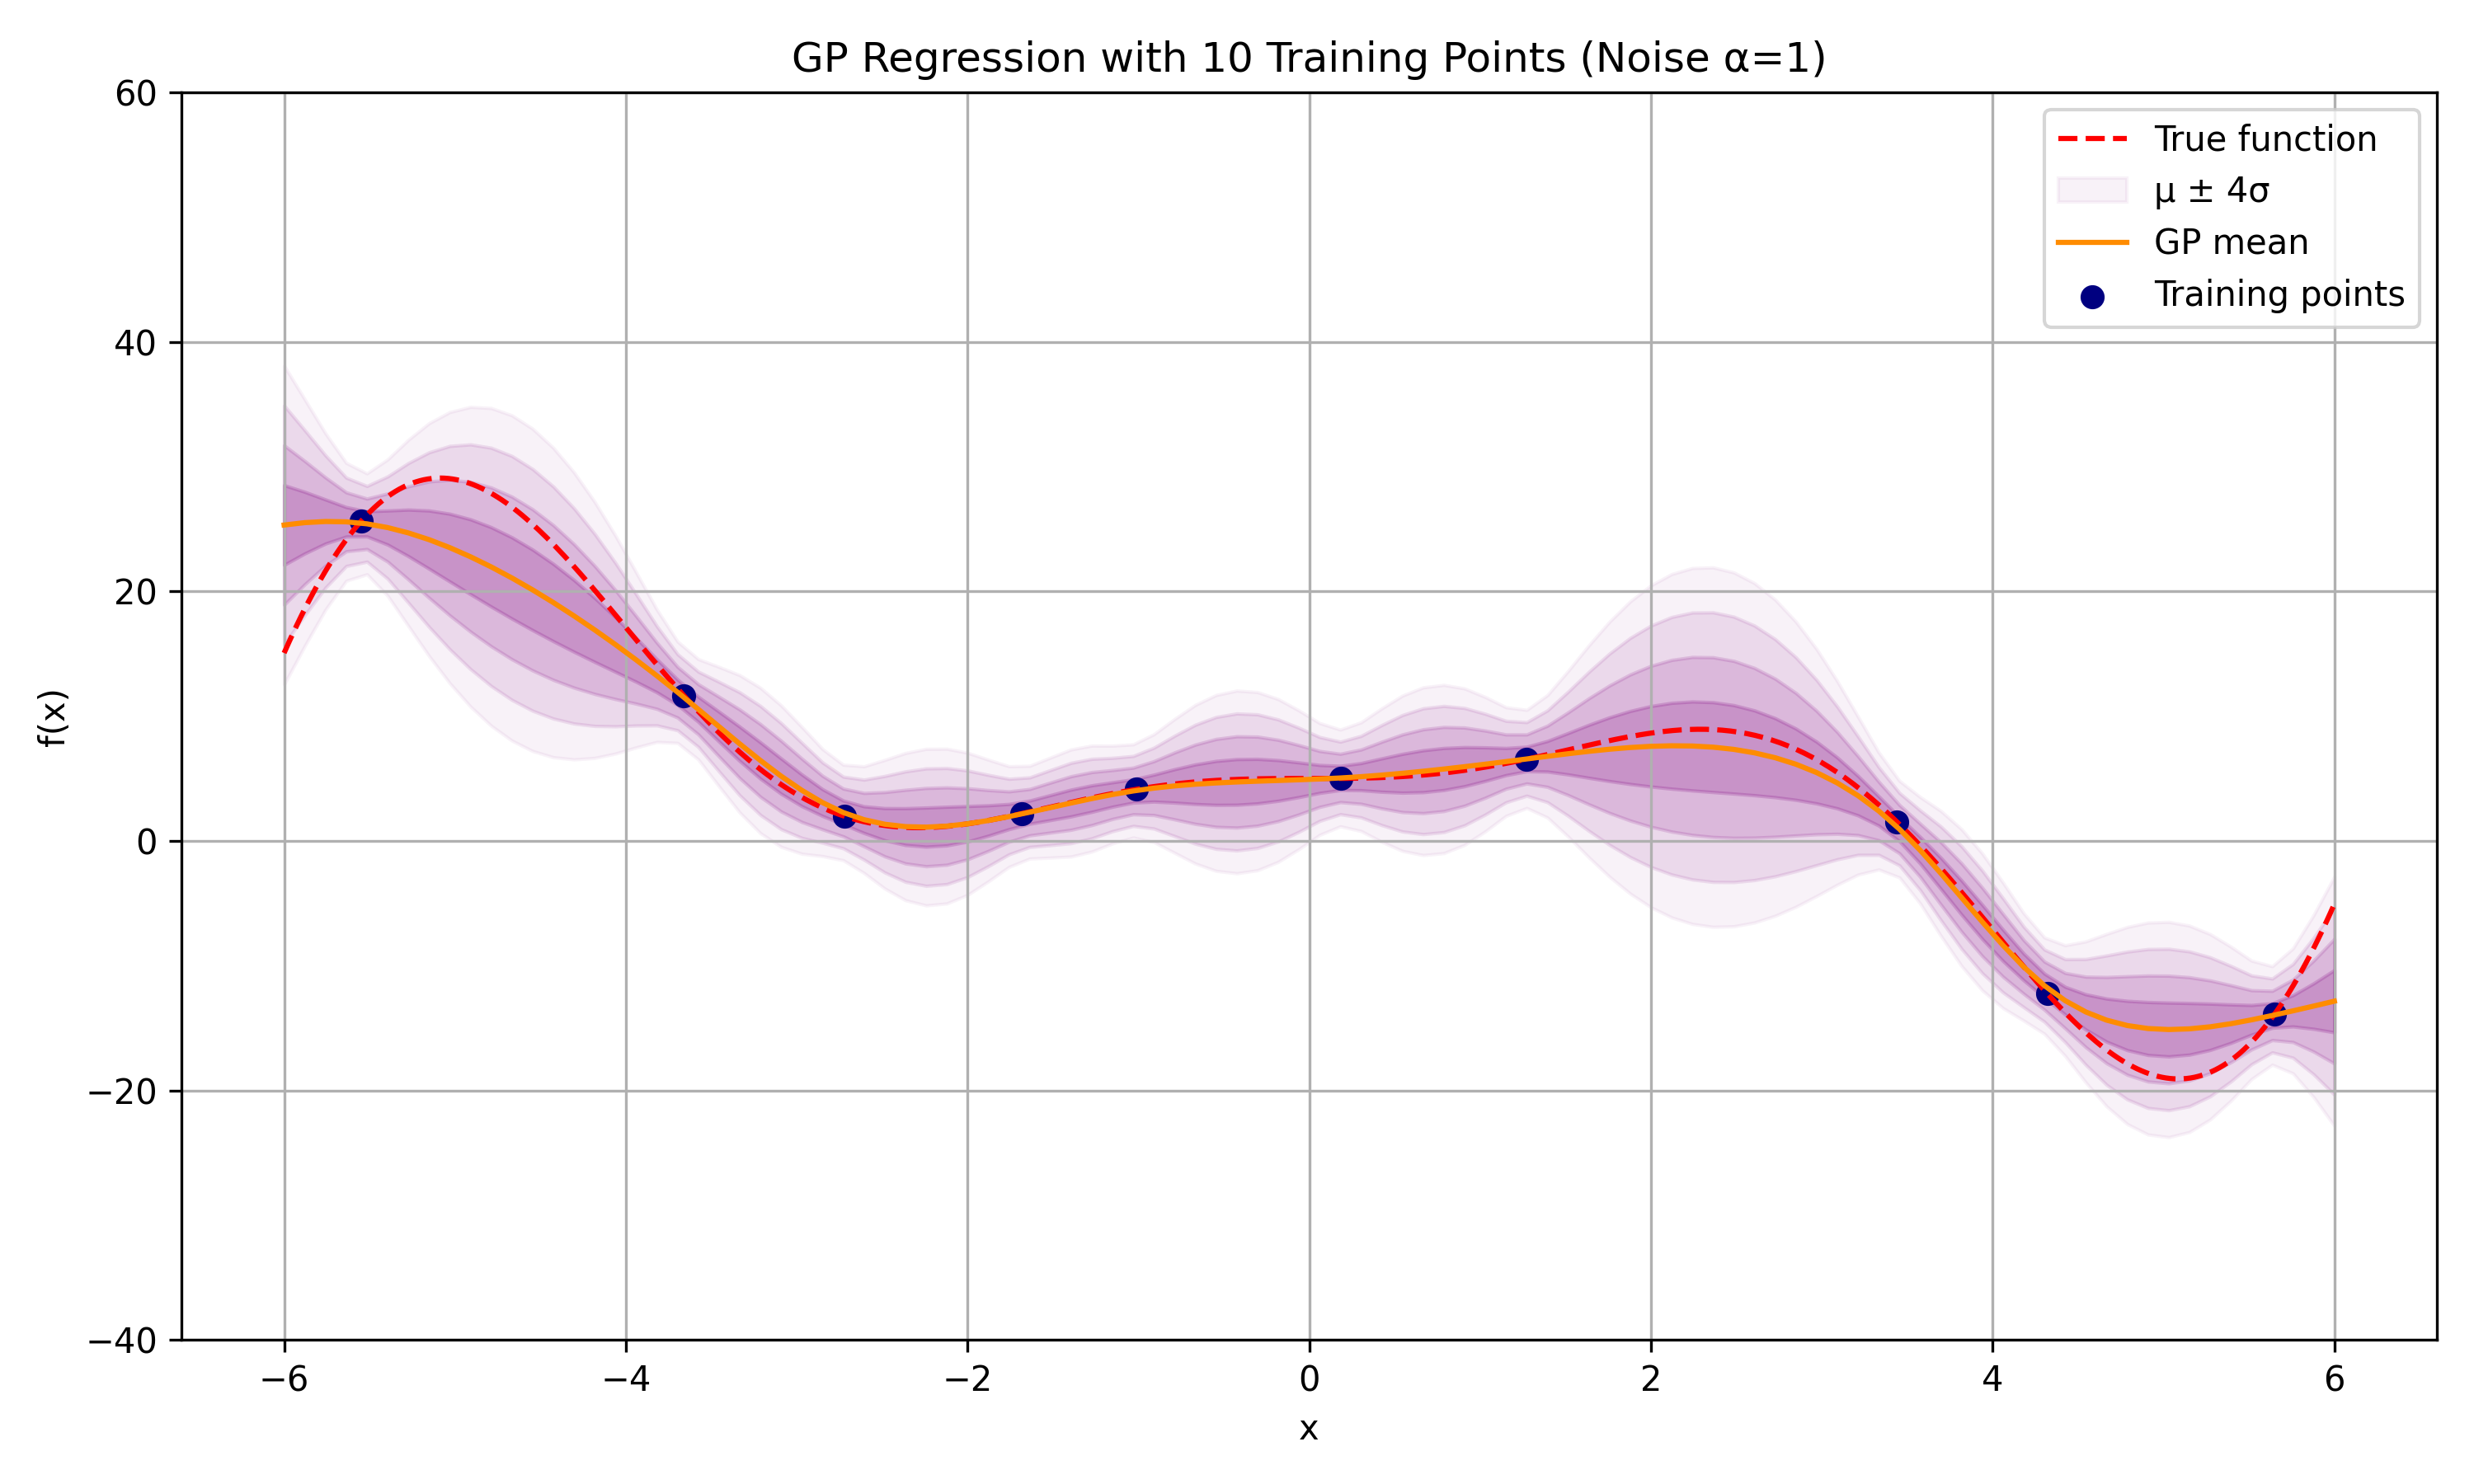 GP Regression with 10 Training Points (Noise α=1)
60
40
20
0
−20
−40
f(x)
True function
μ ± 4σ
GP mean
Training points
−6
−4
−2
0
2
4
6
x